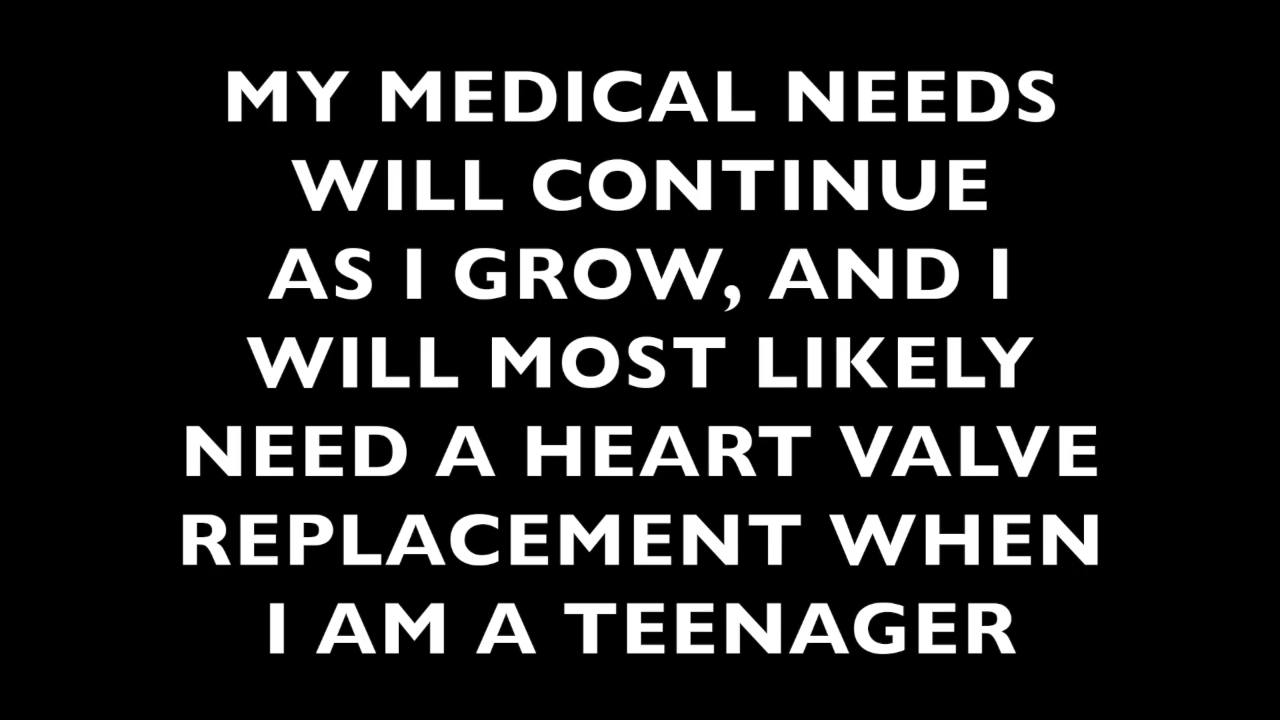 MY MEDICAL NEEDS
WILL CONTINUE
AS I GROW, AND I
WILL MOST LIKELY
NEED A HEART VALVE
REPLACEMENT WHEN
I AM A TEENAGER